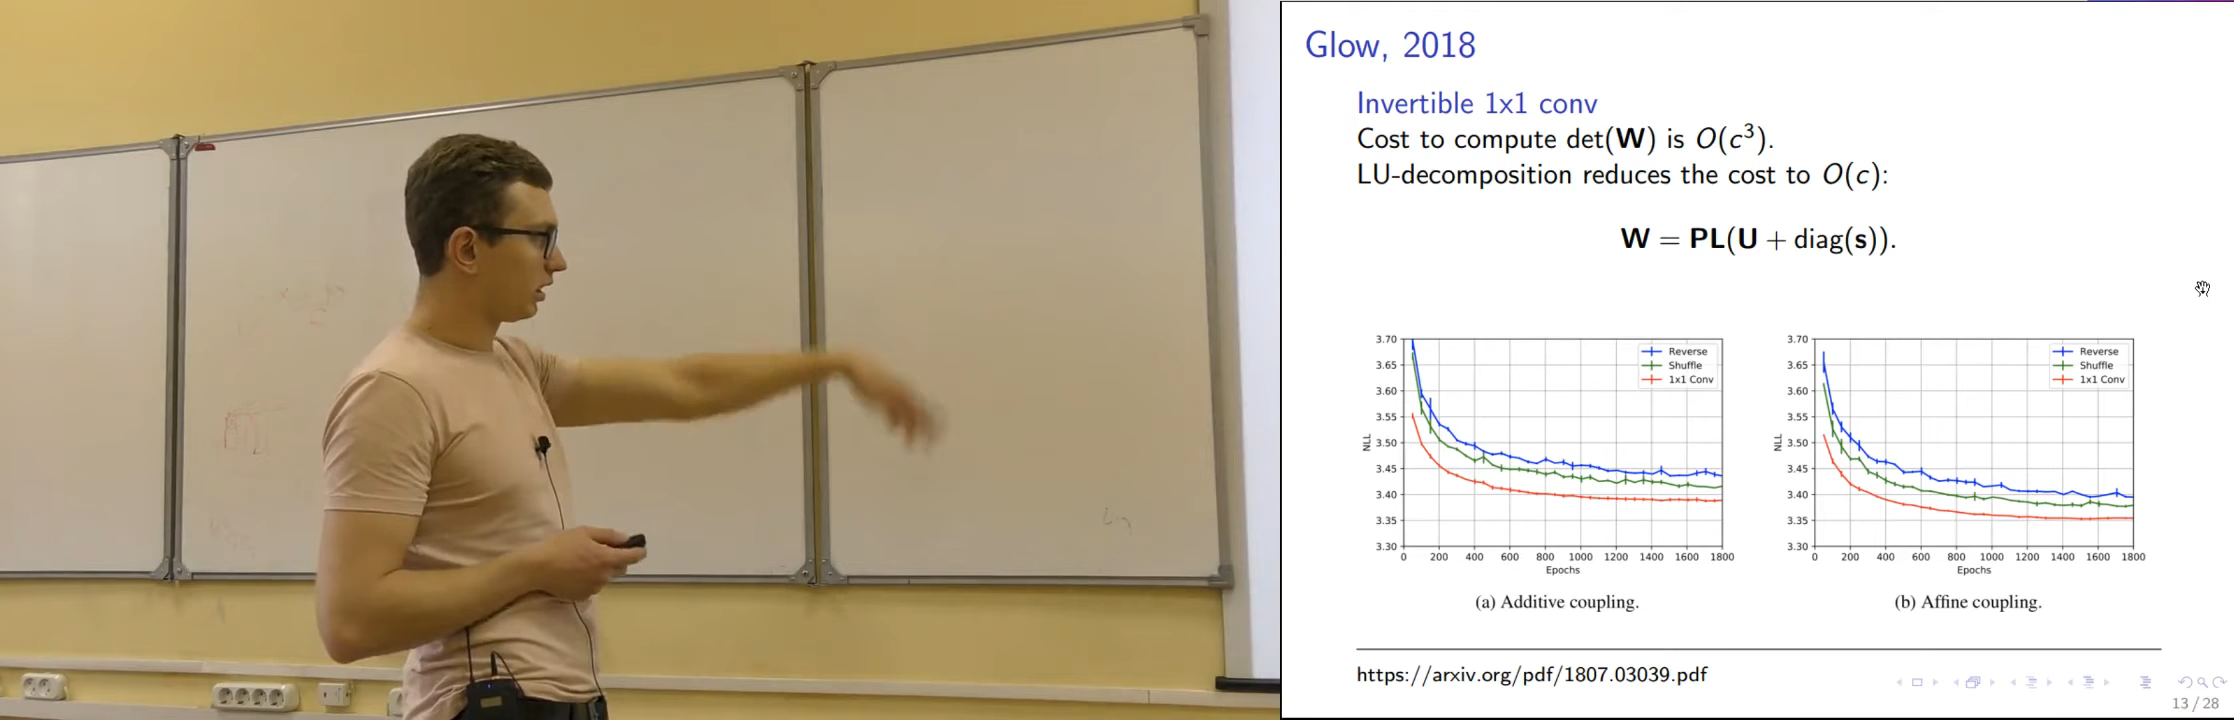 Glow, 2018
Invertible 1x1 conv
Cost to compute det(W) is O(c³).
LU-decomposition reduces the cost to O(c):
W = PL(U + diag(s)).
3.70
3.65
3.60
3.55
3.50
3.45
3.40
3.35
3.30
NLL
0 200 400 600 800 1000 1200 1400 1600 1800
Epochs
Reverse
Shuffle
1x1 Conv
(a) Additive coupling.
3.70
3.65
3.60
3.55
3.50
3.45
3.40
3.35
3.30
NLL
0 200 400 600 800 1000 1200 1400 1600 1800
Epochs
Reverse
Shuffle
1x1 Conv
(b) Affine coupling.
https://arxiv.org/pdf/1807.03039.pdf
13 / 28